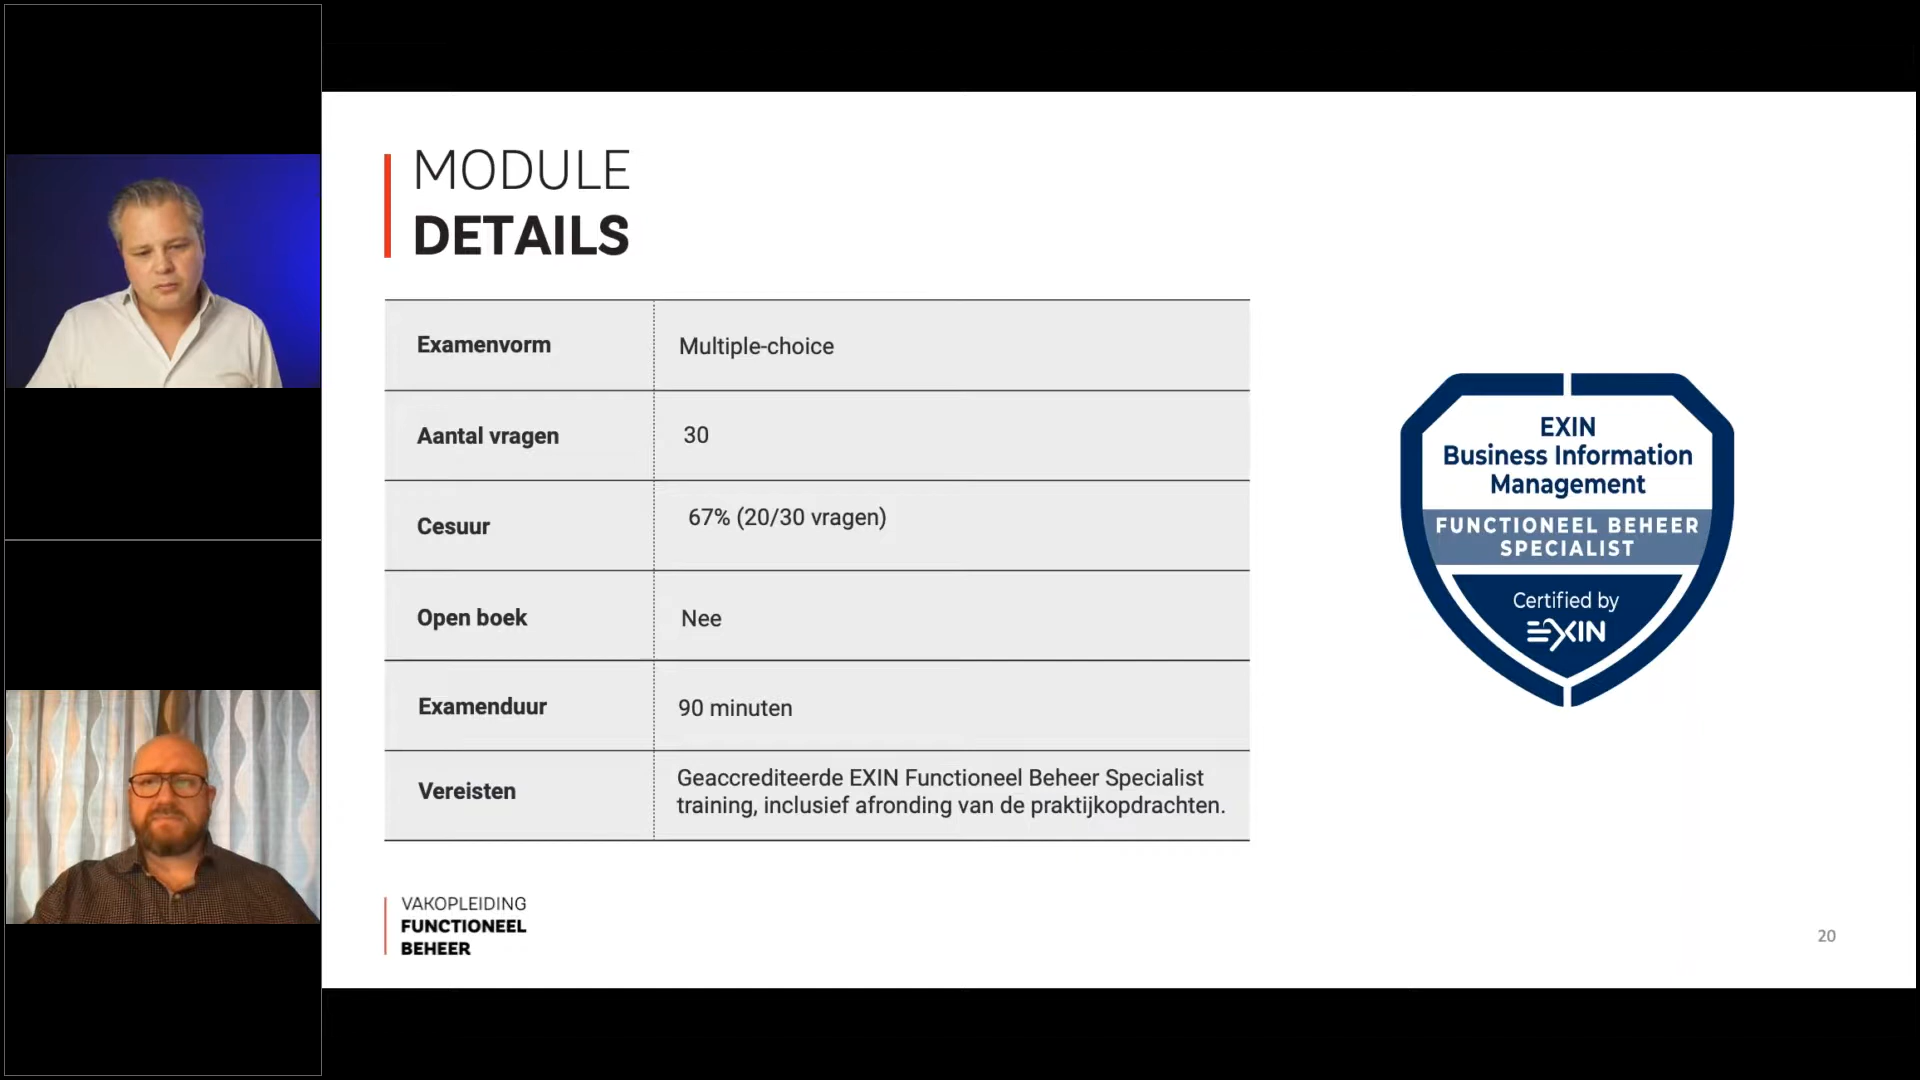 MODULE
DETAILS
Examenvorm
Multiple-choice
Aantal vragen
30
Cesuur
67% (20/30 vragen)
Open boek
Nee
Examenduur
90 minuten
Vereisten
Geaccrediteerde EXIN Functioneel Beheer Specialist
training, inclusief afronding van de praktijkopdrachten.
EXIN
Business Information
Management
FUNCTIONEEL BEHEER
SPECIALIST
Certified by
EXIN
VAKOPLEIDING
FUNCTIONEEL
BEHEER
20